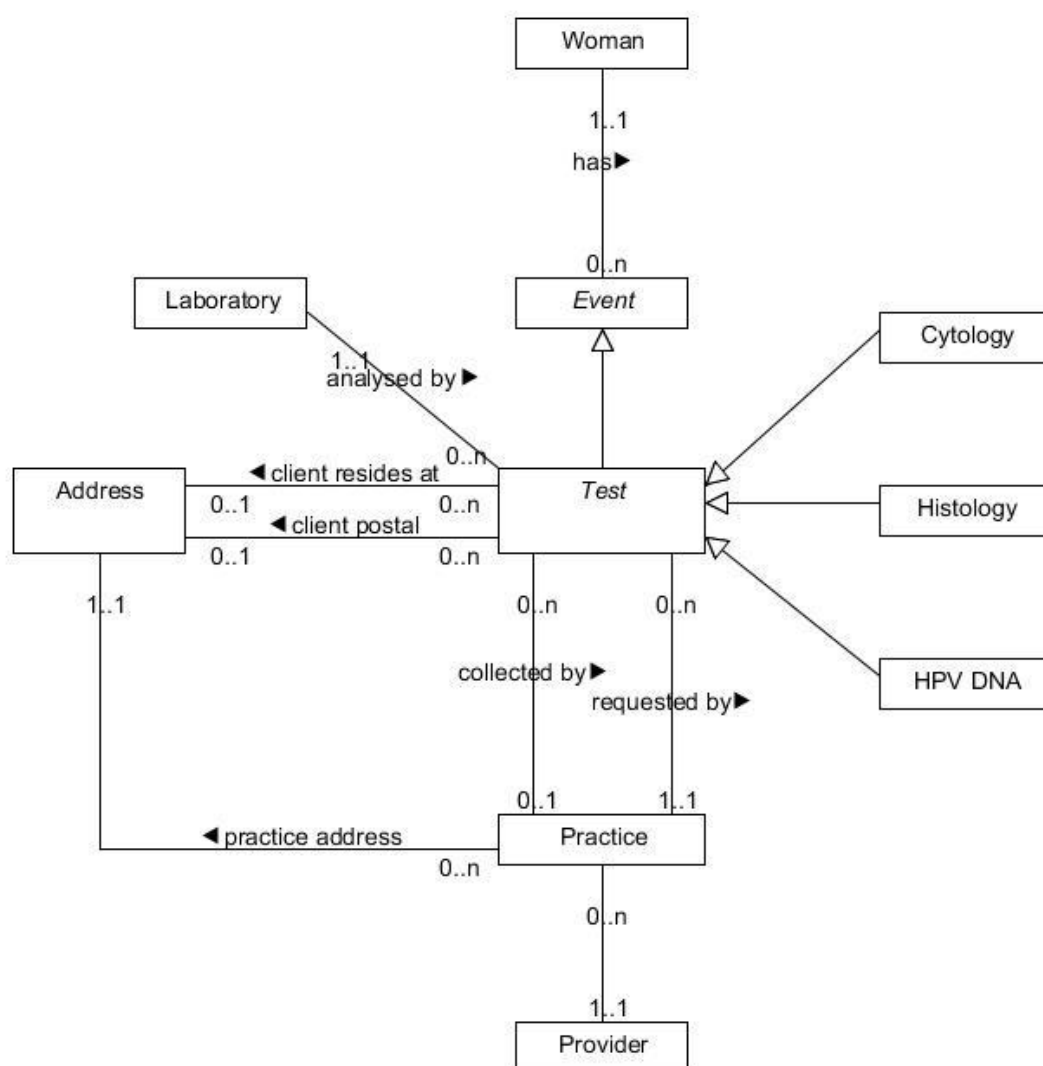 Woman
1..1
has▶
0..n
Laboratory
Event
Cytology
1..1
analysed by▶
0..n
Address
◀client resides at
Test
Histology
0..1
0..n
◀client postal
0..1
0..n
1..1
0..n
0..n
collected by▶
requested by▶
HPV DNA
0..1
1..1
◀practice address
Practice
0..n
0..n
1..1
Provider